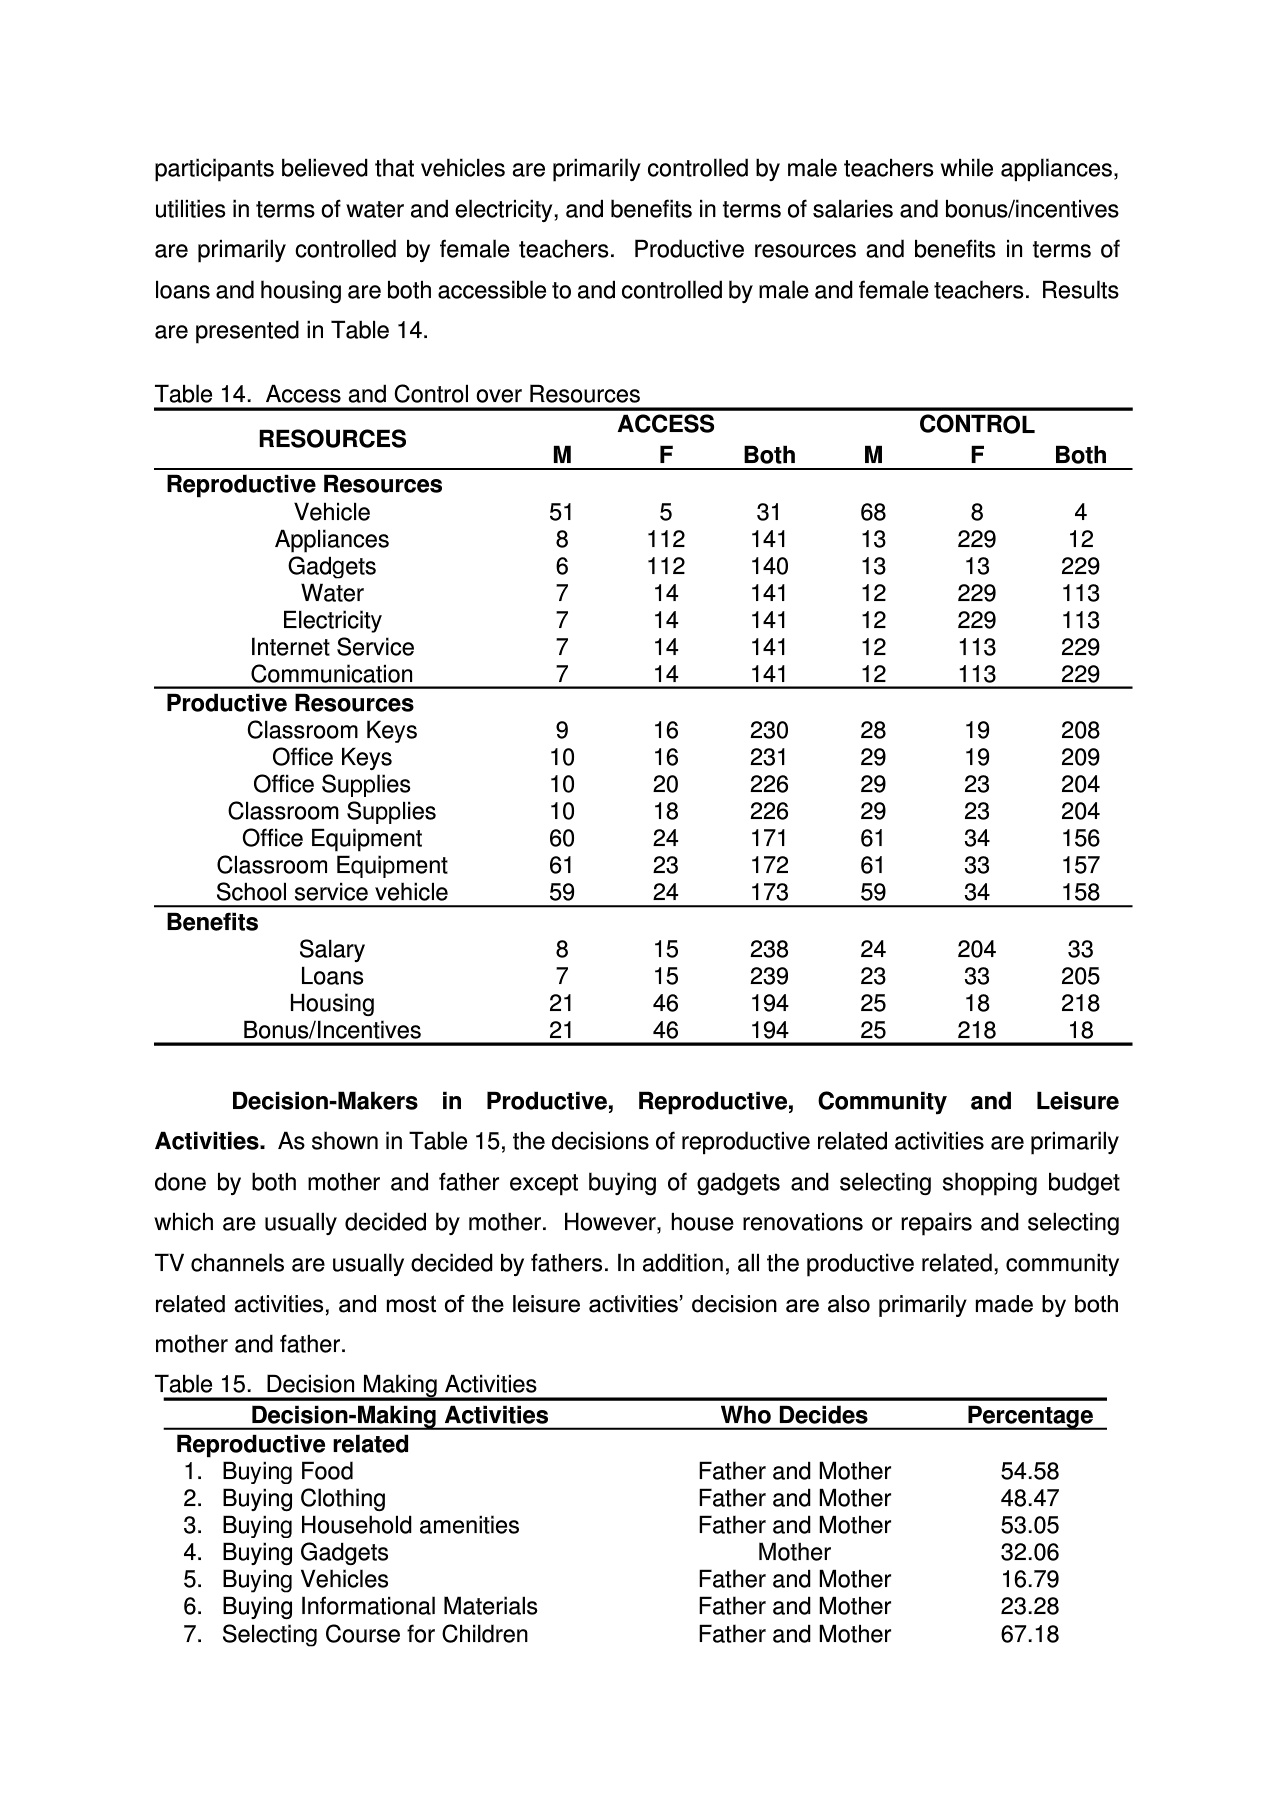 participants believed that vehicles are primarily controlled by male teachers while appliances,
utilities in terms of water and electricity, and benefits in terms of salaries and bonus/incentives
are primarily controlled by female teachers.  Productive resources and benefits in terms of
loans and housing are both accessible to and controlled by male and female teachers.  Results
are presented in Table 14.
Table 14.  Access and Control over Resources
RESOURCES ACCESS CONTROL
M F Both M F Both
Reproductive Resources
Vehicle 51 5 31 68 8 4
Appliances 8 112 141 13 229 12
Gadgets 6 112 140 13 13 229
Water 7 14 141 12 229 113
Electricity 7 14 141 12 229 113
Internet Service 7 14 141 12 113 229
Communication 7 14 141 12 113 229
Productive Resources
Classroom Keys 9 16 230 28 19 208
Office Keys 10 16 231 29 19 209
Office Supplies 10 20 226 29 23 204
Classroom Supplies 10 18 226 29 23 204
Office Equipment 60 24 171 61 34 156
Classroom Equipment 61 23 172 61 33 157
School service vehicle 59 24 173 59 34 158
Benefits
Salary 8 15 238 24 204 33
Loans 7 15 239 23 33 205
Housing 21 46 194 25 18 218
Bonus/Incentives 21 46 194 25 218 18
Decision-Makers in Productive, Reproductive, Community and Leisure
Activities.  As shown in Table 15, the decisions of reproductive related activities are primarily
done by both mother and father except buying of gadgets and selecting shopping budget
which are usually decided by mother.  However, house renovations or repairs and selecting
TV channels are usually decided by fathers. In addition, all the productive related, community
related activities, and most of the leisure activities’ decision are also primarily made by both
mother and father.
Table 15.  Decision Making Activities
Decision-Making Activities Who Decides Percentage
Reproductive related
1. Buying Food Father and Mother 54.58
2. Buying Clothing Father and Mother 48.47
3. Buying Household amenities Father and Mother 53.05
4. Buying Gadgets Mother 32.06
5. Buying Vehicles Father and Mother 16.79
6. Buying Informational Materials Father and Mother 23.28
7. Selecting Course for Children Father and Mother 67.18